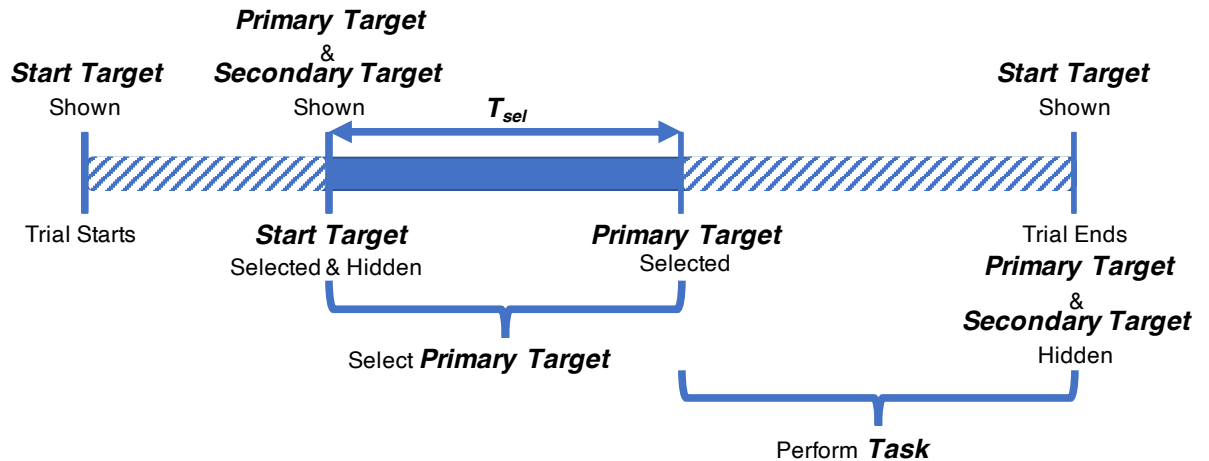 Primary Target
&
Start Target
Secondary Target
Start Target
Shown
Shown
Shown
Tsel
Trial Starts
Start Target
Selected & Hidden
Primary Target
Selected
Trial Ends
Primary Target
&
Secondary Target
Hidden
Select Primary Target
Perform Task